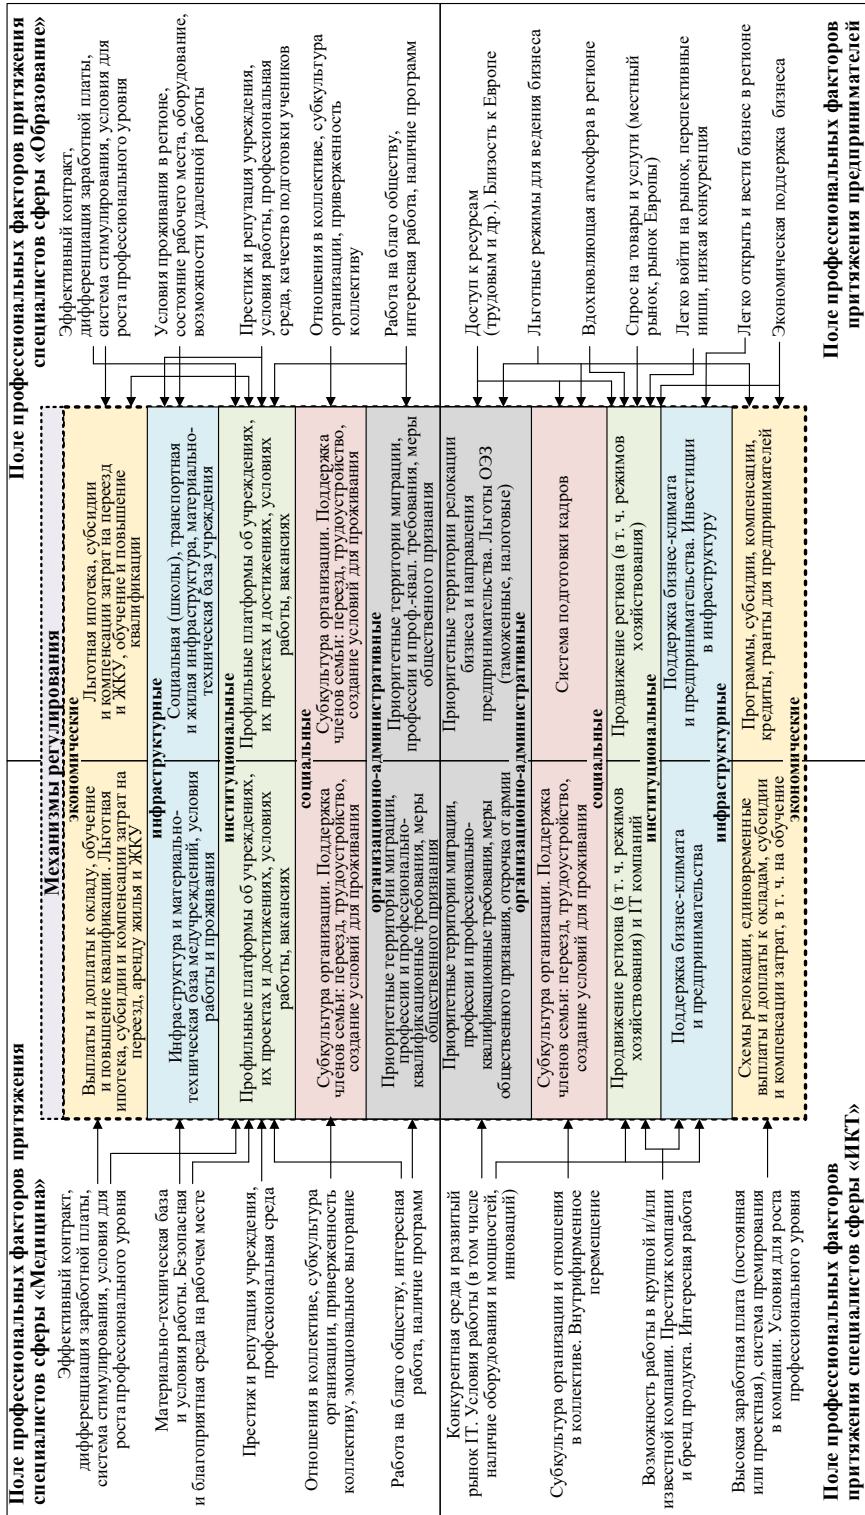 Поле профессиональных факторов притяжения
специалистов сферы «Медицина»
Эффективный контракт,
дифференциация заработной платы,
система стимулирования, условия для
роста профессионального уровня
Материально-техническая база
и условия работы. Безопасная
и благоприятная среда на рабочем месте
Престиж и репутация учреждения,
профессиональная среда
Отношения в коллективе, субкультура
организации, приверженность
коллективу, эмоциональное выгорание
Работа на благо обществу, интересная
работа, наличие программ
Механизмы регулирования
экономические
Выплаты и доплаты к окладу, обучение
и повышение квалификации. Льготная
ипотека, субсидии и компенсации затрат на
переезд, аренду жилья и ЖКУ
Льготная ипотека, субсидии
и компенсации затрат на переезд
и ЖКУ, обучение и повышение
квалификации
инфраструктурные
Инфраструктура и материально-
техническая база медучреждений, условия
работы и проживания
Социальная (школы), транспортная
и жилая инфраструктура, материально-
техническая база учреждения
институциональные
Профильные платформы об учреждениях,
их проектах и достижениях, условиях
работы, вакансиях
Профильные платформы об учреждениях,
их проектах и достижениях, условиях
работы, вакансиях
социальные
Субкультура организации. Поддержка
членов семьи: переезд, трудоустройство,
создание условий для проживания
Субкультура организации. Поддержка
членов семьи: переезд, трудоустройство,
создание условий для проживания
организационно-административные
Приоритетные территории миграции,
профессии и профессионально-
квалификационные требования, меры
общественного признания
Приоритетные территории миграции,
профессии и проф.-квал. требования, меры
общественного признания
Поле профессиональных факторов притяжения
специалистов сферы «Образование»
Эффективный контракт,
дифференциация заработной платы,
система стимулирования, условия для
роста профессионального уровня
Условия проживания в регионе,
состояние рабочего места, оборудование,
возможности удаленной работы
Престиж и репутация учреждения,
условия работы, профессиональная
среда, качество подготовки учеников
Отношения в коллективе, субкультура
организации, приверженность
коллективу
Работа на благо обществу,
интересная работа, наличие программ
Конкурентная среда и развитый
рынок IT. Условия работы (в том числе
наличие оборудования и мощностей,
инноваций)
Субкультура организации и отношения
в коллективе. Внутрифирменное
перемещение
Возможность работы в крупной и/или
известной компании. Престиж компании
и бренд продукта. Интересная работа
Высокая заработная плата (постоянная
или проектная), система премирования
в компании. Условия для роста
профессионального уровня
Поле профессиональных факторов
притяжения специалистов сферы «ИКТ»
Приоритетные территории миграции,
профессии и профессионально-
квалификационные требования, меры
общественного признания, отсрочка от армии
Приоритетные территории релокации
бизнеса и направления
предпринимательства. Льготы ОЭЗ
(таможенные, налоговые)
организационно-административные
Субкультура организации. Поддержка
членов семьи: переезд, трудоустройство,
создание условий для проживания
Система подготовки кадров
социальные
Продвижение региона (в т. ч. режимов
хозяйствования) и IT компаний
Продвижение региона (в т. ч. режимов
хозяйствования)
институциональные
Поддержка бизнес-климата
и предпринимательства
Поддержка бизнес-климата
и предпринимательства. Инвестиции
в инфраструктуру
инфраструктурные
Схемы релокации, единовременные
выплаты и доплаты к окладам, субсидии
и компенсации затрат, в т. ч. на обучение
Программы, субсидии, компенсации,
кредиты, гранты для предпринимателей
экономические
Доступ к ресурсам
(трудовым и др.). Близость к Европе
Льготные режимы для ведения бизнеса
Вдохновляющая атмосфера в регионе
Спрос на товары и услуги (местный
рынок, рынок Европы)
Легко войти на рынок, перспективные
ниши, низкая конкуренция
Легко открыть и вести бизнес в регионе
Экономическая поддержка бизнеса
Поле профессиональных факторов
притяжения предпринимателей